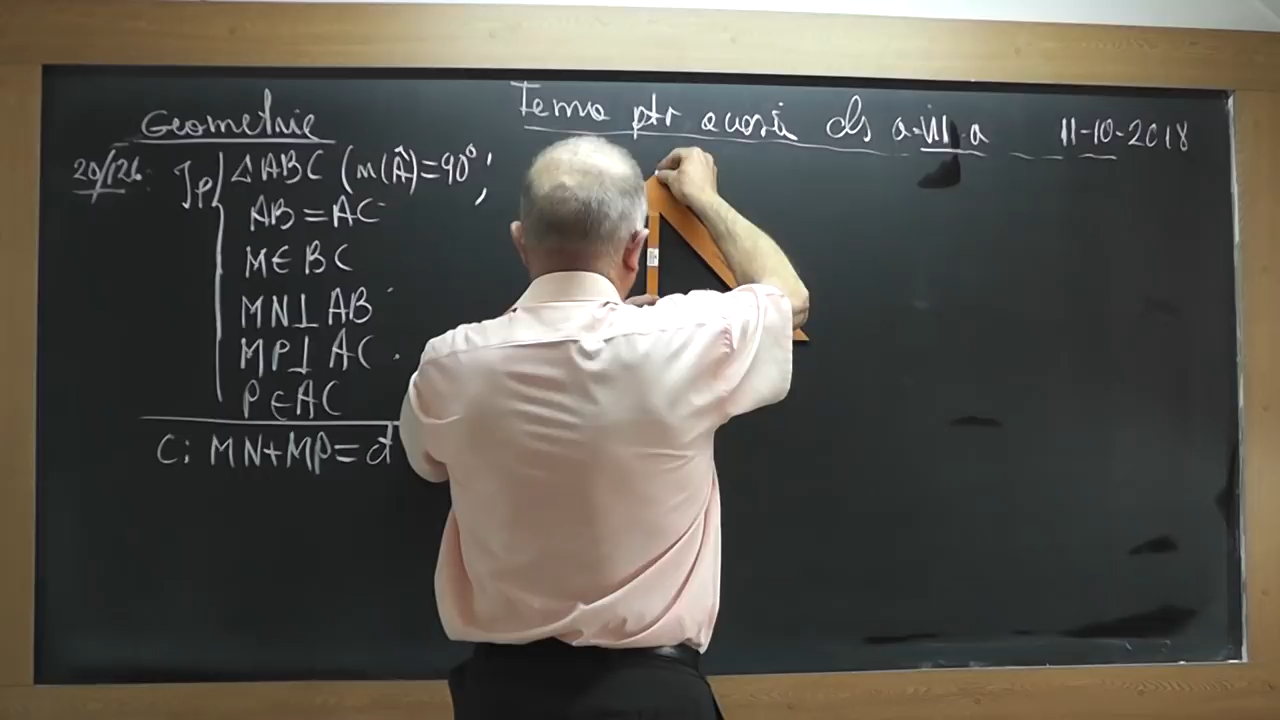 Geometrie
Tema ptr acasă cls a-VII-a 11-10-2018
20/126: Ip ΔABC (m(Â)=90°;
AB=AC
M∈BC
MN⊥AB
MP⊥AC
P∈AC
C: MN+MP=ct